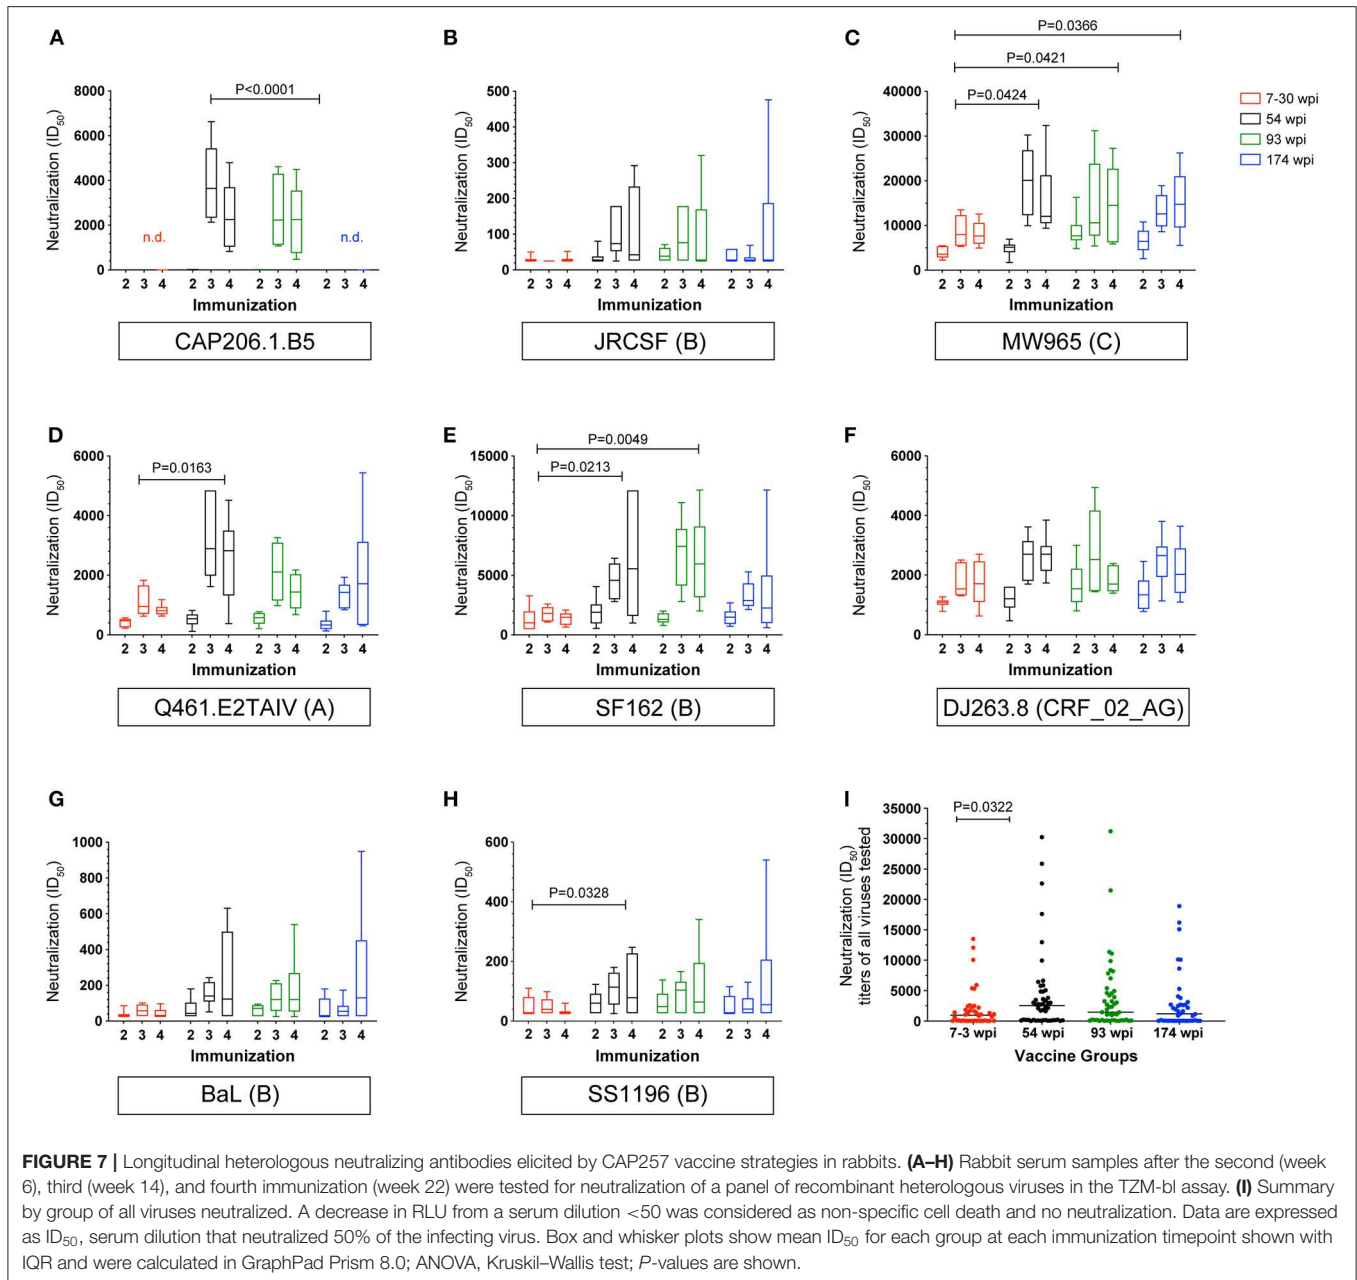 A
P<0.0001
Neutralization (ID50)
8000
6000
4000
2000
0
n.d.
n.d.
2 3 4 2 3 4 2 3 4 2 3 4
Immunization
CAP206.1.B5
B
Neutralization (ID50)
500
400
300
200
100
0
2 3 4 2 3 4 2 3 4 2 3 4
Immunization
JRCSF (B)
C
P=0.0366
P=0.0421
P=0.0424
Neutralization (ID50)
40000
30000
20000
10000
0
2 3 4 2 3 4 2 3 4 2 3 4
Immunization
MW965 (C)
7-30 wpi
54 wpi
93 wpi
174 wpi
D
P=0.0163
Neutralization (ID50)
6000
4000
2000
0
2 3 4 2 3 4 2 3 4 2 3 4
Immunization
Q461.E2TAIV (A)
E
P=0.0049
P=0.0213
Neutralization (ID50)
15000
10000
5000
0
2 3 4 2 3 4 2 3 4 2 3 4
Immunization
SF162 (B)
F
Neutralization (ID50)
6000
4000
2000
0
2 3 4 2 3 4 2 3 4 2 3 4
Immunization
DJ263.8 (CRF_02_AG)
G
Neutralization (ID50)
1000
800
600
400
200
0
2 3 4 2 3 4 2 3 4 2 3 4
Immunization
BaL (B)
H
P=0.0328
Neutralization (ID50)
600
400
200
0
2 3 4 2 3 4 2 3 4 2 3 4
Immunization
SS1196 (B)
I
P=0.0322
Neutralization (ID50)
titers of all viruses tested
35000
30000
25000
20000
15000
10000
5000
0
7-3 wpi 54 wpi 93 wpi 174 wpi
Vaccine Groups
FIGURE 7 | Longitudinal heterologous neutralizing antibodies elicited by CAP257 vaccine strategies in rabbits. (A–H) Rabbit serum samples after the second (week
6), third (week 14), and fourth immunization (week 22) were tested for neutralization of a panel of recombinant heterologous viruses in the TZM-bl assay. (I) Summary
by group of all viruses neutralized. A decrease in RLU from a serum dilution <50 was considered as non-specific cell death and no neutralization. Data are expressed
as ID50, serum dilution that neutralized 50% of the infecting virus. Box and whisker plots show mean ID50 for each group at each immunization timepoint shown with
IQR and were calculated in GraphPad Prism 8.0; ANOVA, Kruskil–Wallis test; P-values are shown.